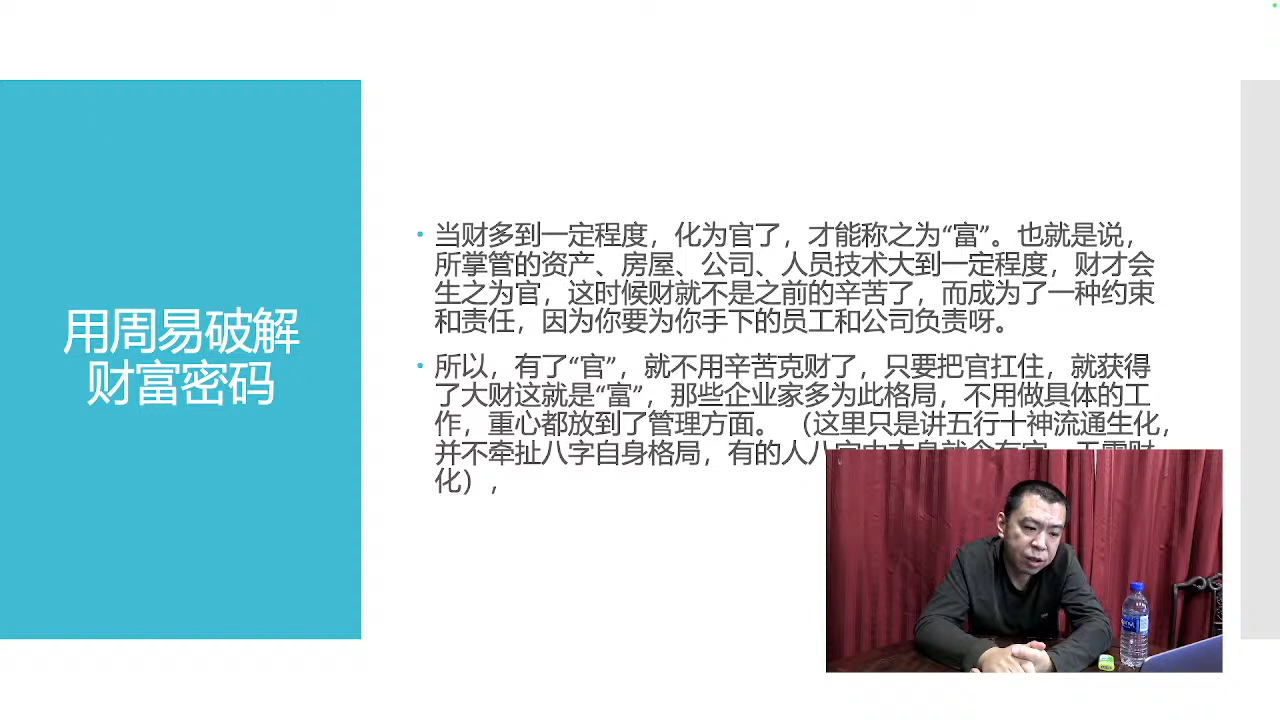 用周易破解
财富密码
• 当财多到一定程度，化为官了，才能称之为“富”。也就是说，
所掌管的资产、房屋、公司、人员技术大到一定程度，财才会
生之为官，这时候财就不是之前的辛苦了，而成为了一种约束
和责任，因为你要为你手下的员工和公司负责呀。
• 所以，有了“官”，就不用辛苦克财了，只要把官扛住，就获得
了大财这就是“富”，那些企业家多为此格局，不用做具体的工
作，重心都放到了管理方面。 （这里只是讲五行十神流通生化，
并不牵扯八字自身格局，有的人八
化），